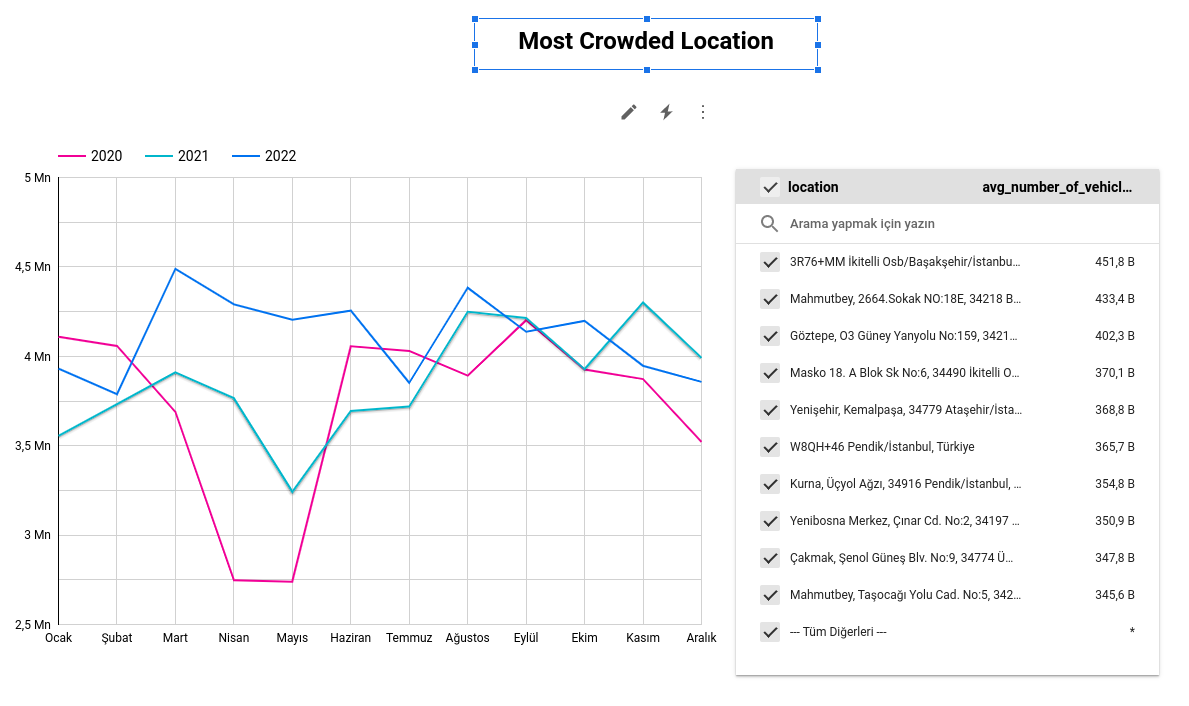 Most Crowded Location
2020 2021 2022
5 Mn
4,5 Mn
4 Mn
3,5 Mn
3 Mn
2,5 Mn
Ocak Şubat Mart Nisan Mayıs Haziran Temmuz Ağustos Eylül Ekim Kasım Aralık
location avg_number_of_vehicl...
Arama yapmak için yazın
3R76+MM İkitelli Osb/Başakşehir/İstanbu... 451,8 B
Mahmutbey, 2664.Sokak NO:18E, 34218 B... 433,4 B
Göztepe, O3 Güney Yanyolu No:159, 3421... 402,3 B
Masko 18. A Blok Sk No:6, 34490 İkitelli O... 370,1 B
Yenişehir, Kemalpaşa, 34779 Ataşehir/İsta... 368,8 B
W8QH+46 Pendik/İstanbul, Türkiye 365,7 B
Kurna, Üçyol Ağzı, 34916 Pendik/İstanbul, ... 354,8 B
Yenibosna Merkez, Çınar Cd. No:2, 34197 ... 350,9 B
Çakmak, Şenol Güneş Blv. No:9, 34774 Ü... 347,8 B
Mahmutbey, Taşocağı Yolu Cad. No:5, 342... 345,6 B
--- Tüm Diğerleri --- *